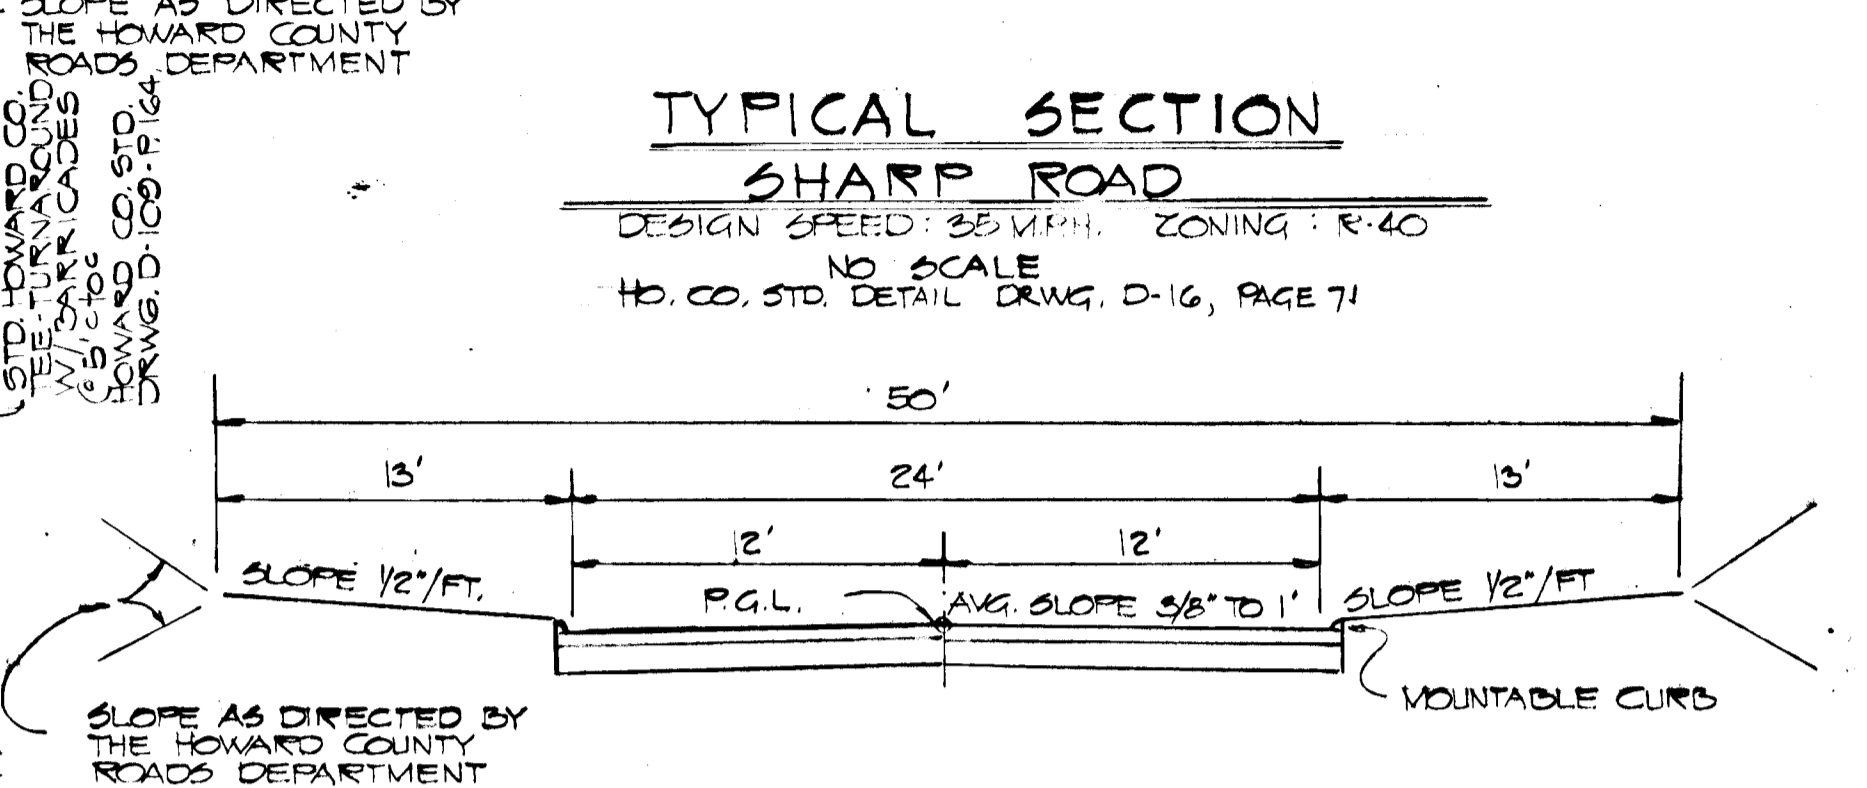 SLOPE AS DIRECTED BY
THE HOWARD COUNTY
ROADS DEPARTMENT
STD. HOWARD CO.
TEE-TURNAROUND
W/BARRICADES
@ 5' C TO C
HOWARD CO. STD.
DRWG. D-109-P.164
TYPICAL SECTION
SHARP ROAD
DESIGN SPEED: 35 M.P.H. ZONING: R-40
NO SCALE
HO. CO. STD. DETAIL DRWG. D-16, PAGE 71
50'
13' 24' 13'
12' 12'
SLOPE 1/2"/FT. P.G.L. AVG. SLOPE 3/8" TO 1' SLOPE 1/2"/FT
MOUNTABLE CURB
SLOPE AS DIRECTED BY
THE HOWARD COUNTY
ROADS DEPARTMENT